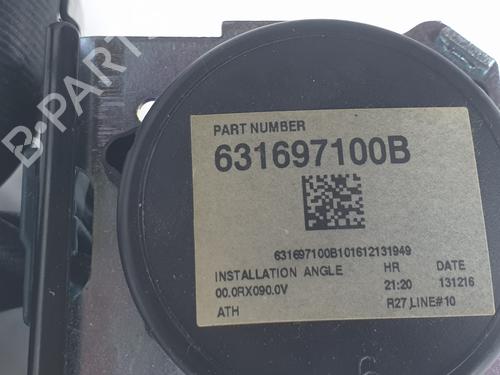 B-PARTS
PART NUMBER
631697100B
631697100B101612131949
INSTALLATION ANGLE HR DATE
00.0RX090.0V 21:20 131216
ATH R27,LINE#10